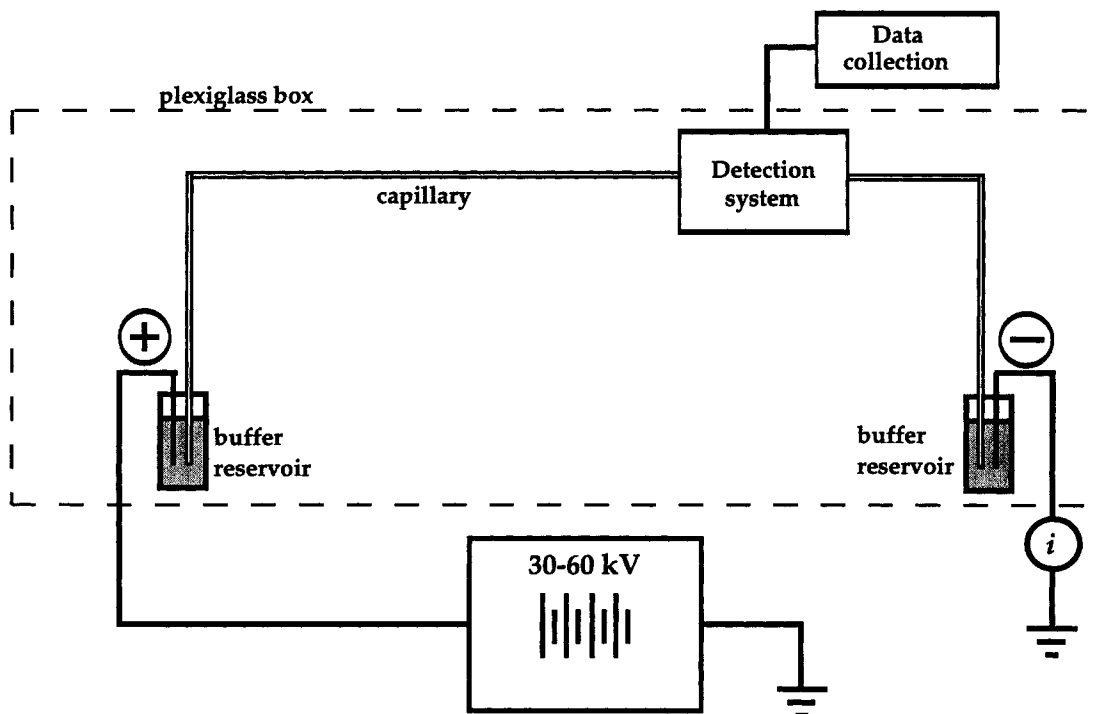 Data
collection
plexiglass box
Detection
system
capillary
+
−
buffer
reservoir
buffer
reservoir
i
30-60 kV